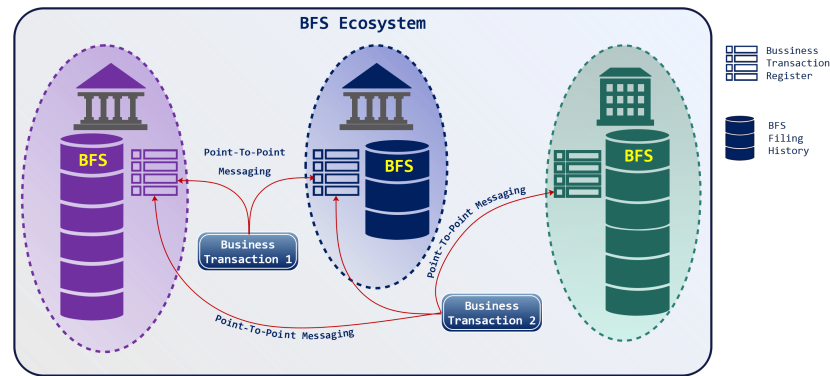 BFS Ecosystem
Point-To-Point
Messaging
BFS
BFS
BFS
Business
Transaction 1
Point-To-Point Messaging
Business
Transaction 2
Point-To-Point Messaging
Bussiness
Transaction
Register
BFS
Filing
History